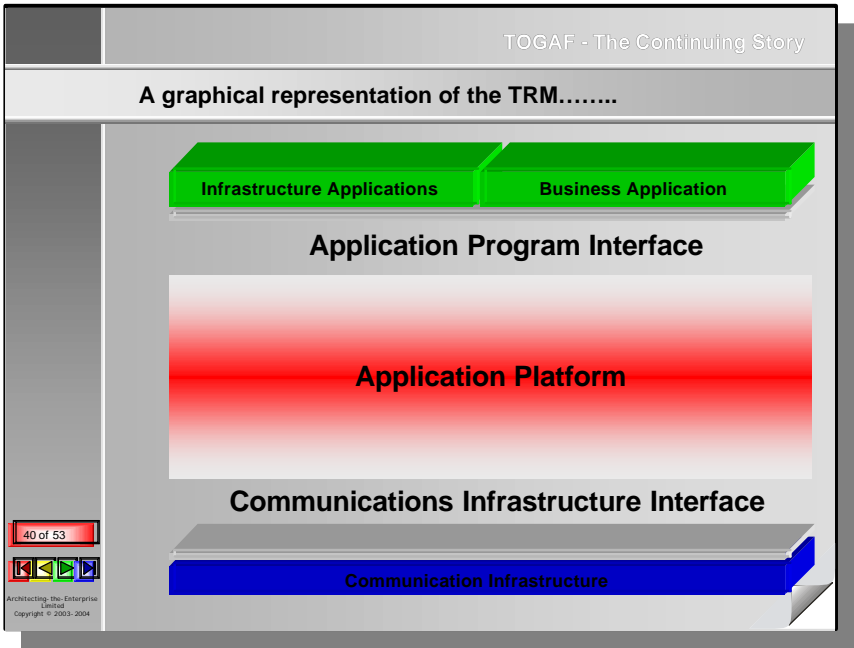 TOGAF - The Continuing Story
A graphical representation of the TRM........
Infrastructure Applications
Business Application
Application Program Interface
Application Platform
Communications Infrastructure Interface
Communication Infrastructure
40 of 53
Architecting-the-Enterprise
Limited
Copyright © 2003-2004